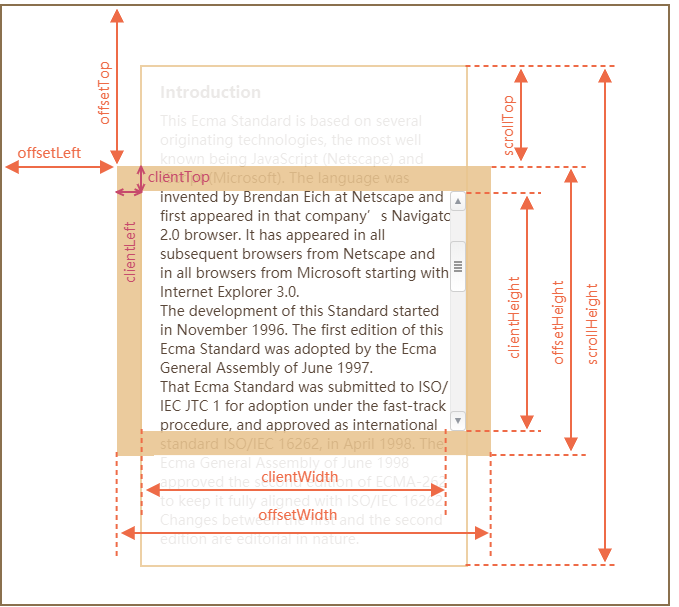 offsetTop
Introduction
This Ecma Standard is based on several
originating technologies, the most well
known being JavaScript (Netscape) and
(Microsoft). The language was
invented by Brendan Eich at Netscape and
first appeared in that company’s Navigato
2.0 browser. It has appeared in all
subsequent browsers from Netscape and
in all browsers from Microsoft starting with
Internet Explorer 3.0.
The development of this Standard started
in November 1996. The first edition of this
Ecma Standard was adopted by the Ecma
General Assembly of June 1997.
That Ecma Standard was submitted to ISO/
IEC JTC 1 for adoption under the fast-track
procedure, and approved as international
standard ISO/IEC 16262, in April 1998. The
Ecma General Assembly of June 1998
approved the second edition of ECMA-262
to keep it fully aligned with ISO/IEC 16262.
Changes between the first and the second
edition are editorial in nature.
offsetLeft
clientTop
clientLeft
scrollTop
clientHeight
offsetHeight
scrollHeight
clientWidth
offsetWidth